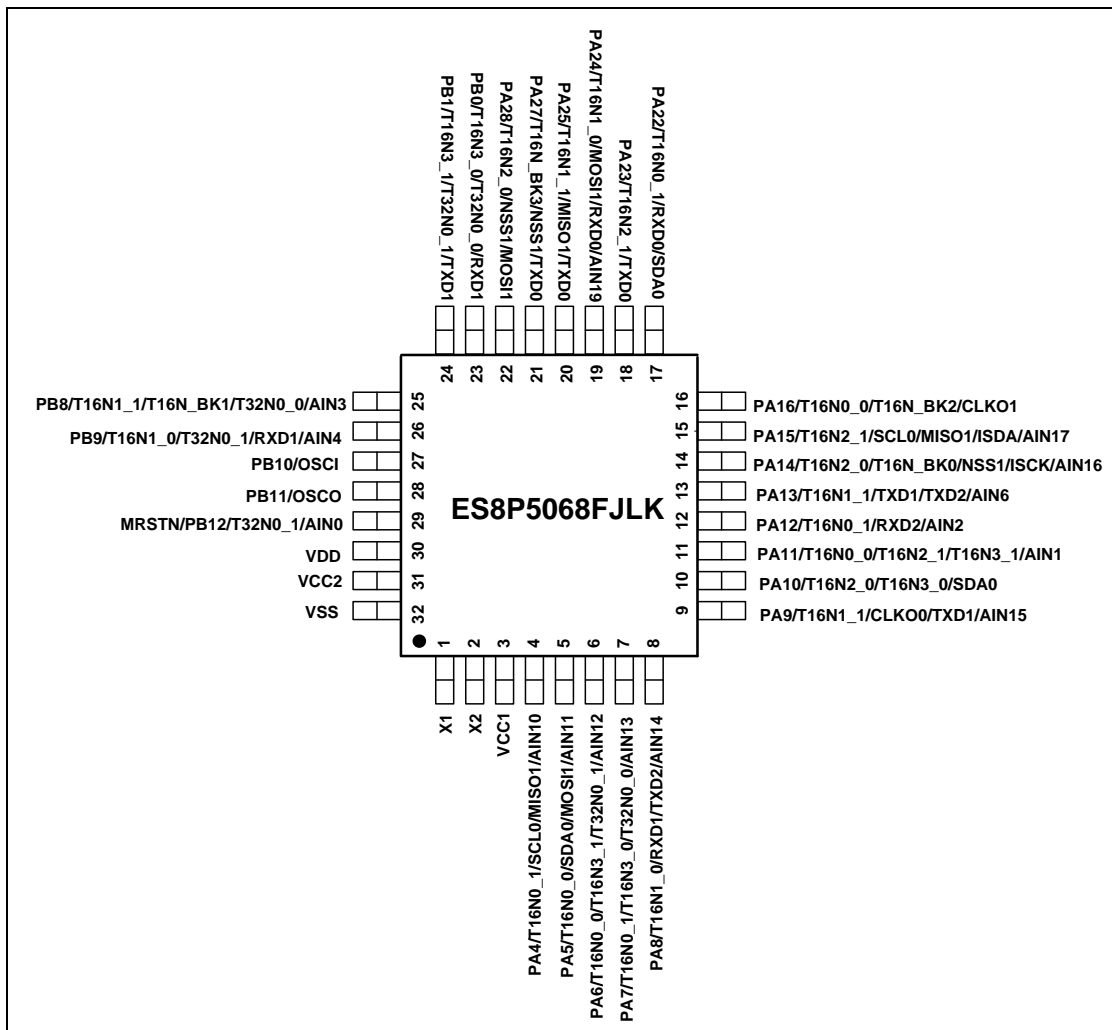 PB1/T16N3_1/T32N0_1/TXD1
PB0/T16N3_0/T32N0_0/RXD1
PA28/T16N2_0/NSS1/MOSI1
PA27/T16N_BK3/NSS1/TXD0
PA25/T16N1_1/MISO1/TXD0
PA24/T16N1_0/MOSI1/RXD0/AIN19
PA23/T16N2_1/TXD0
PA22/T16N0_1/RXD0/SDA0
24
23
22
21
20
19
18
17
PB8/T16N1_1/T16N_BK1/T32N0_0/AIN3
25
PB9/T16N1_0/T32N0_1/RXD1/AIN4
26
PB10/OSCI
27
PB11/OSCO
28
MRSTN/PB12/T32N0_1/AIN0
29
VDD
30
VCC2
31
VSS
32
ES8P5068FJLK
16
PA16/T16N0_0/T16N_BK2/CLKO1
15
PA15/T16N2_1/SCL0/MISO1/ISDA/AIN17
14
PA14/T16N2_0/T16N_BK0/NSS1/ISCK/AIN16
13
PA13/T16N1_1/TXD1/TXD2/AIN6
12
PA12/T16N0_1/RXD2/AIN2
11
PA11/T16N0_0/T16N2_1/T16N3_1/AIN1
10
PA10/T16N2_0/T16N3_0/SDA0
9
PA9/T16N1_1/CLKO0/TXD1/AIN15
1
2
3
4
5
6
7
8
X1
X2
VCC1
PA4/T16N0_1/SCL0/MISO1/AIN10
PA5/T16N0_0/SDA0/MOSI1/AIN11
PA6/T16N0_0/T16N3_1/T32N0_1/AIN12
PA7/T16N0_1/T16N3_0/T32N0_0/AIN13
PA8/T16N1_0/RXD1/TXD2/AIN14